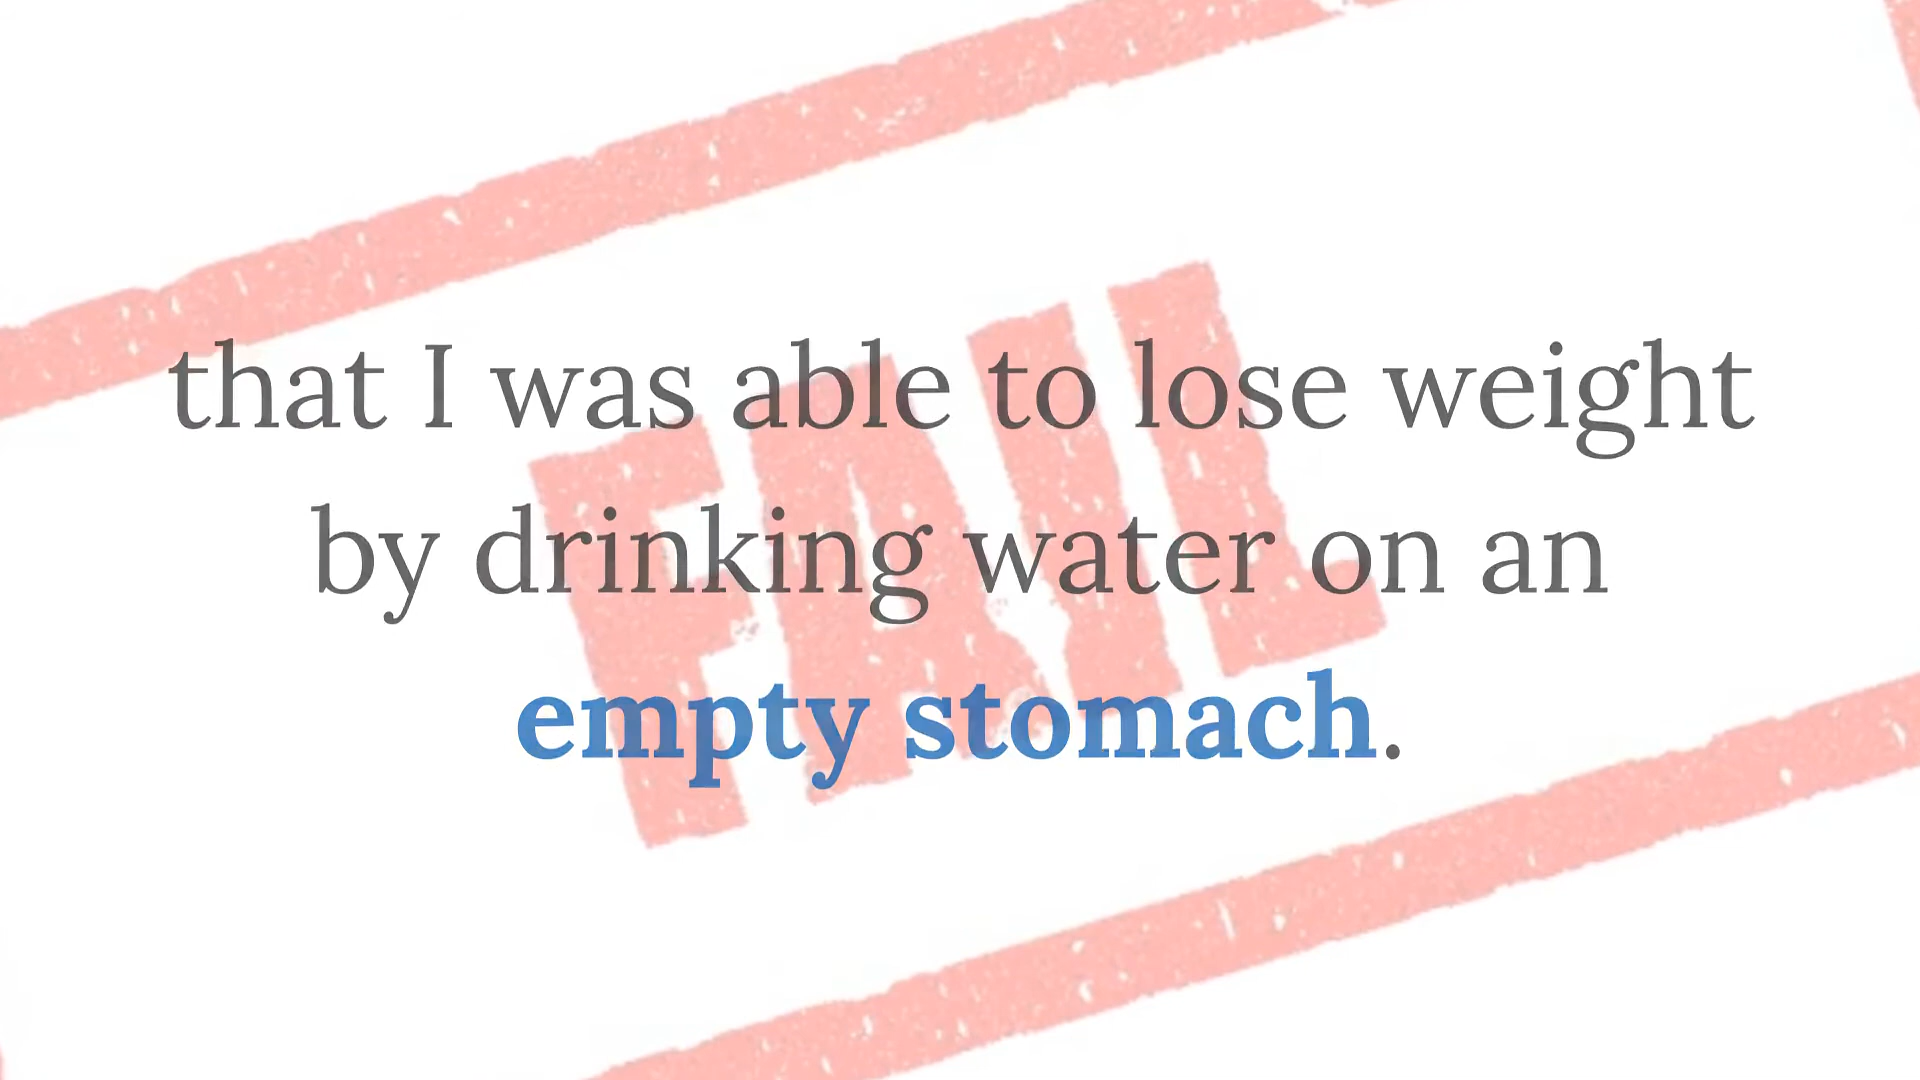 that I was able to lose weight
by drinking water on an
empty stomach.
FAIL